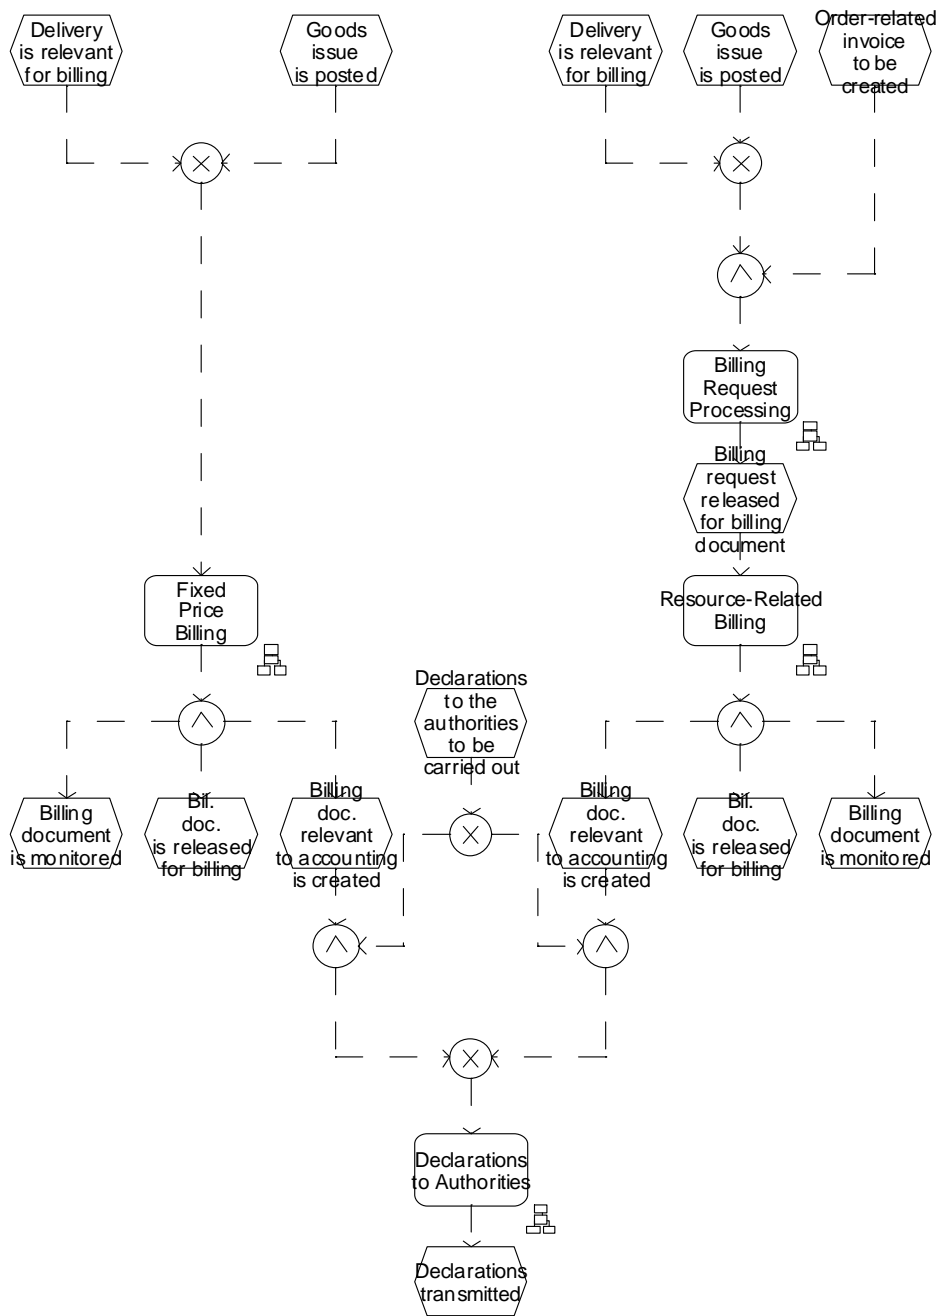 Delivery
is relevant
for billing
Goods
issue
is posted
Delivery
is relevant
for billing
Goods
issue
is posted
Order-related
invoice
to be
created
Billing
Request
Processing
Billing
request
released
for billing
document
Fixed
Price
Billing
Resource-Related
Billing
Declarations
to the
authorities
to be
carried out
Billing
document
is monitored
Bil.
doc.
is released
for billing
Billing
doc.
relevant
to accounting
is created
Billing
doc.
relevant
to accounting
is created
Bil.
doc.
is released
for billing
Billing
document
is monitored
Declarations
to Authorities
Declarations
transmitted